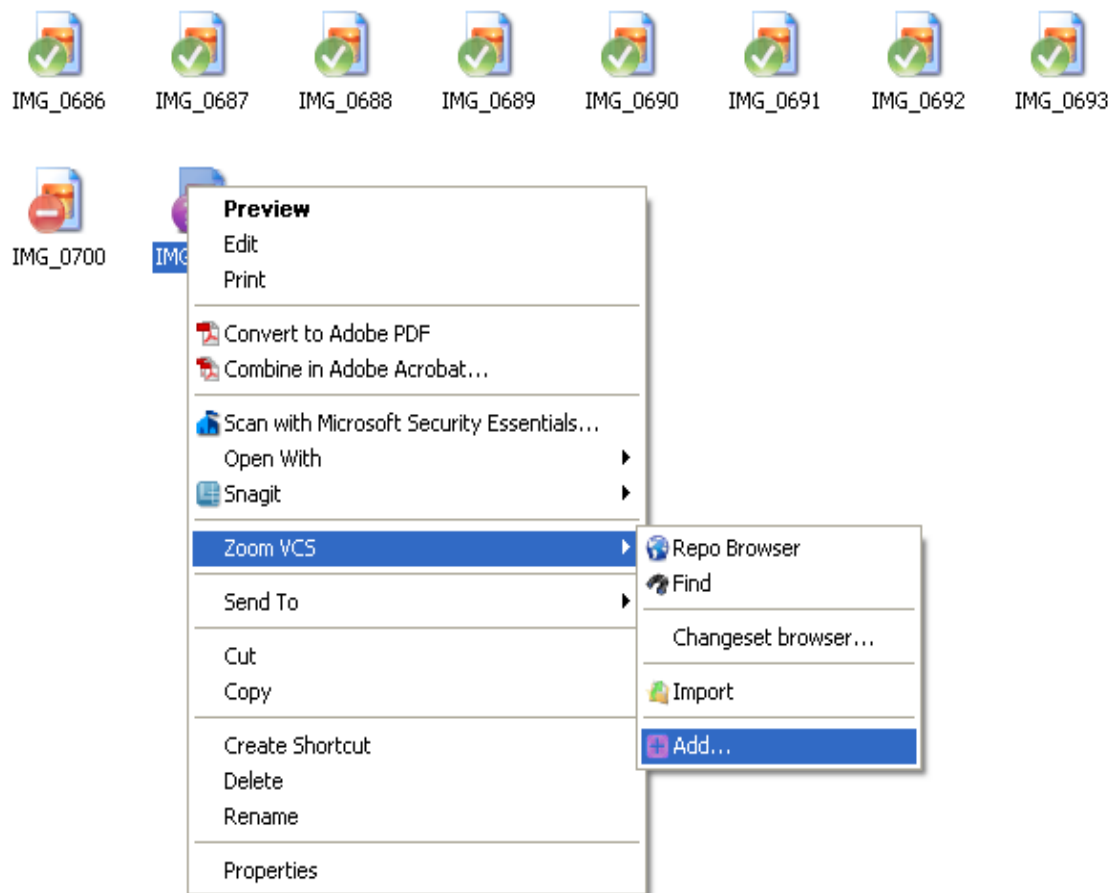 IMG_0686 IMG_0687 IMG_0688 IMG_0689 IMG_0690 IMG_0691 IMG_0692 IMG_0693
IMG_0700 IMG
Preview
Edit
Print
Convert to Adobe PDF
Combine in Adobe Acrobat...
Scan with Microsoft Security Essentials...
Open With
Snagit
Zoom VCS
Send To
Cut
Copy
Create Shortcut
Delete
Rename
Properties
Repo Browser
Find
Changeset browser...
Import
Add...